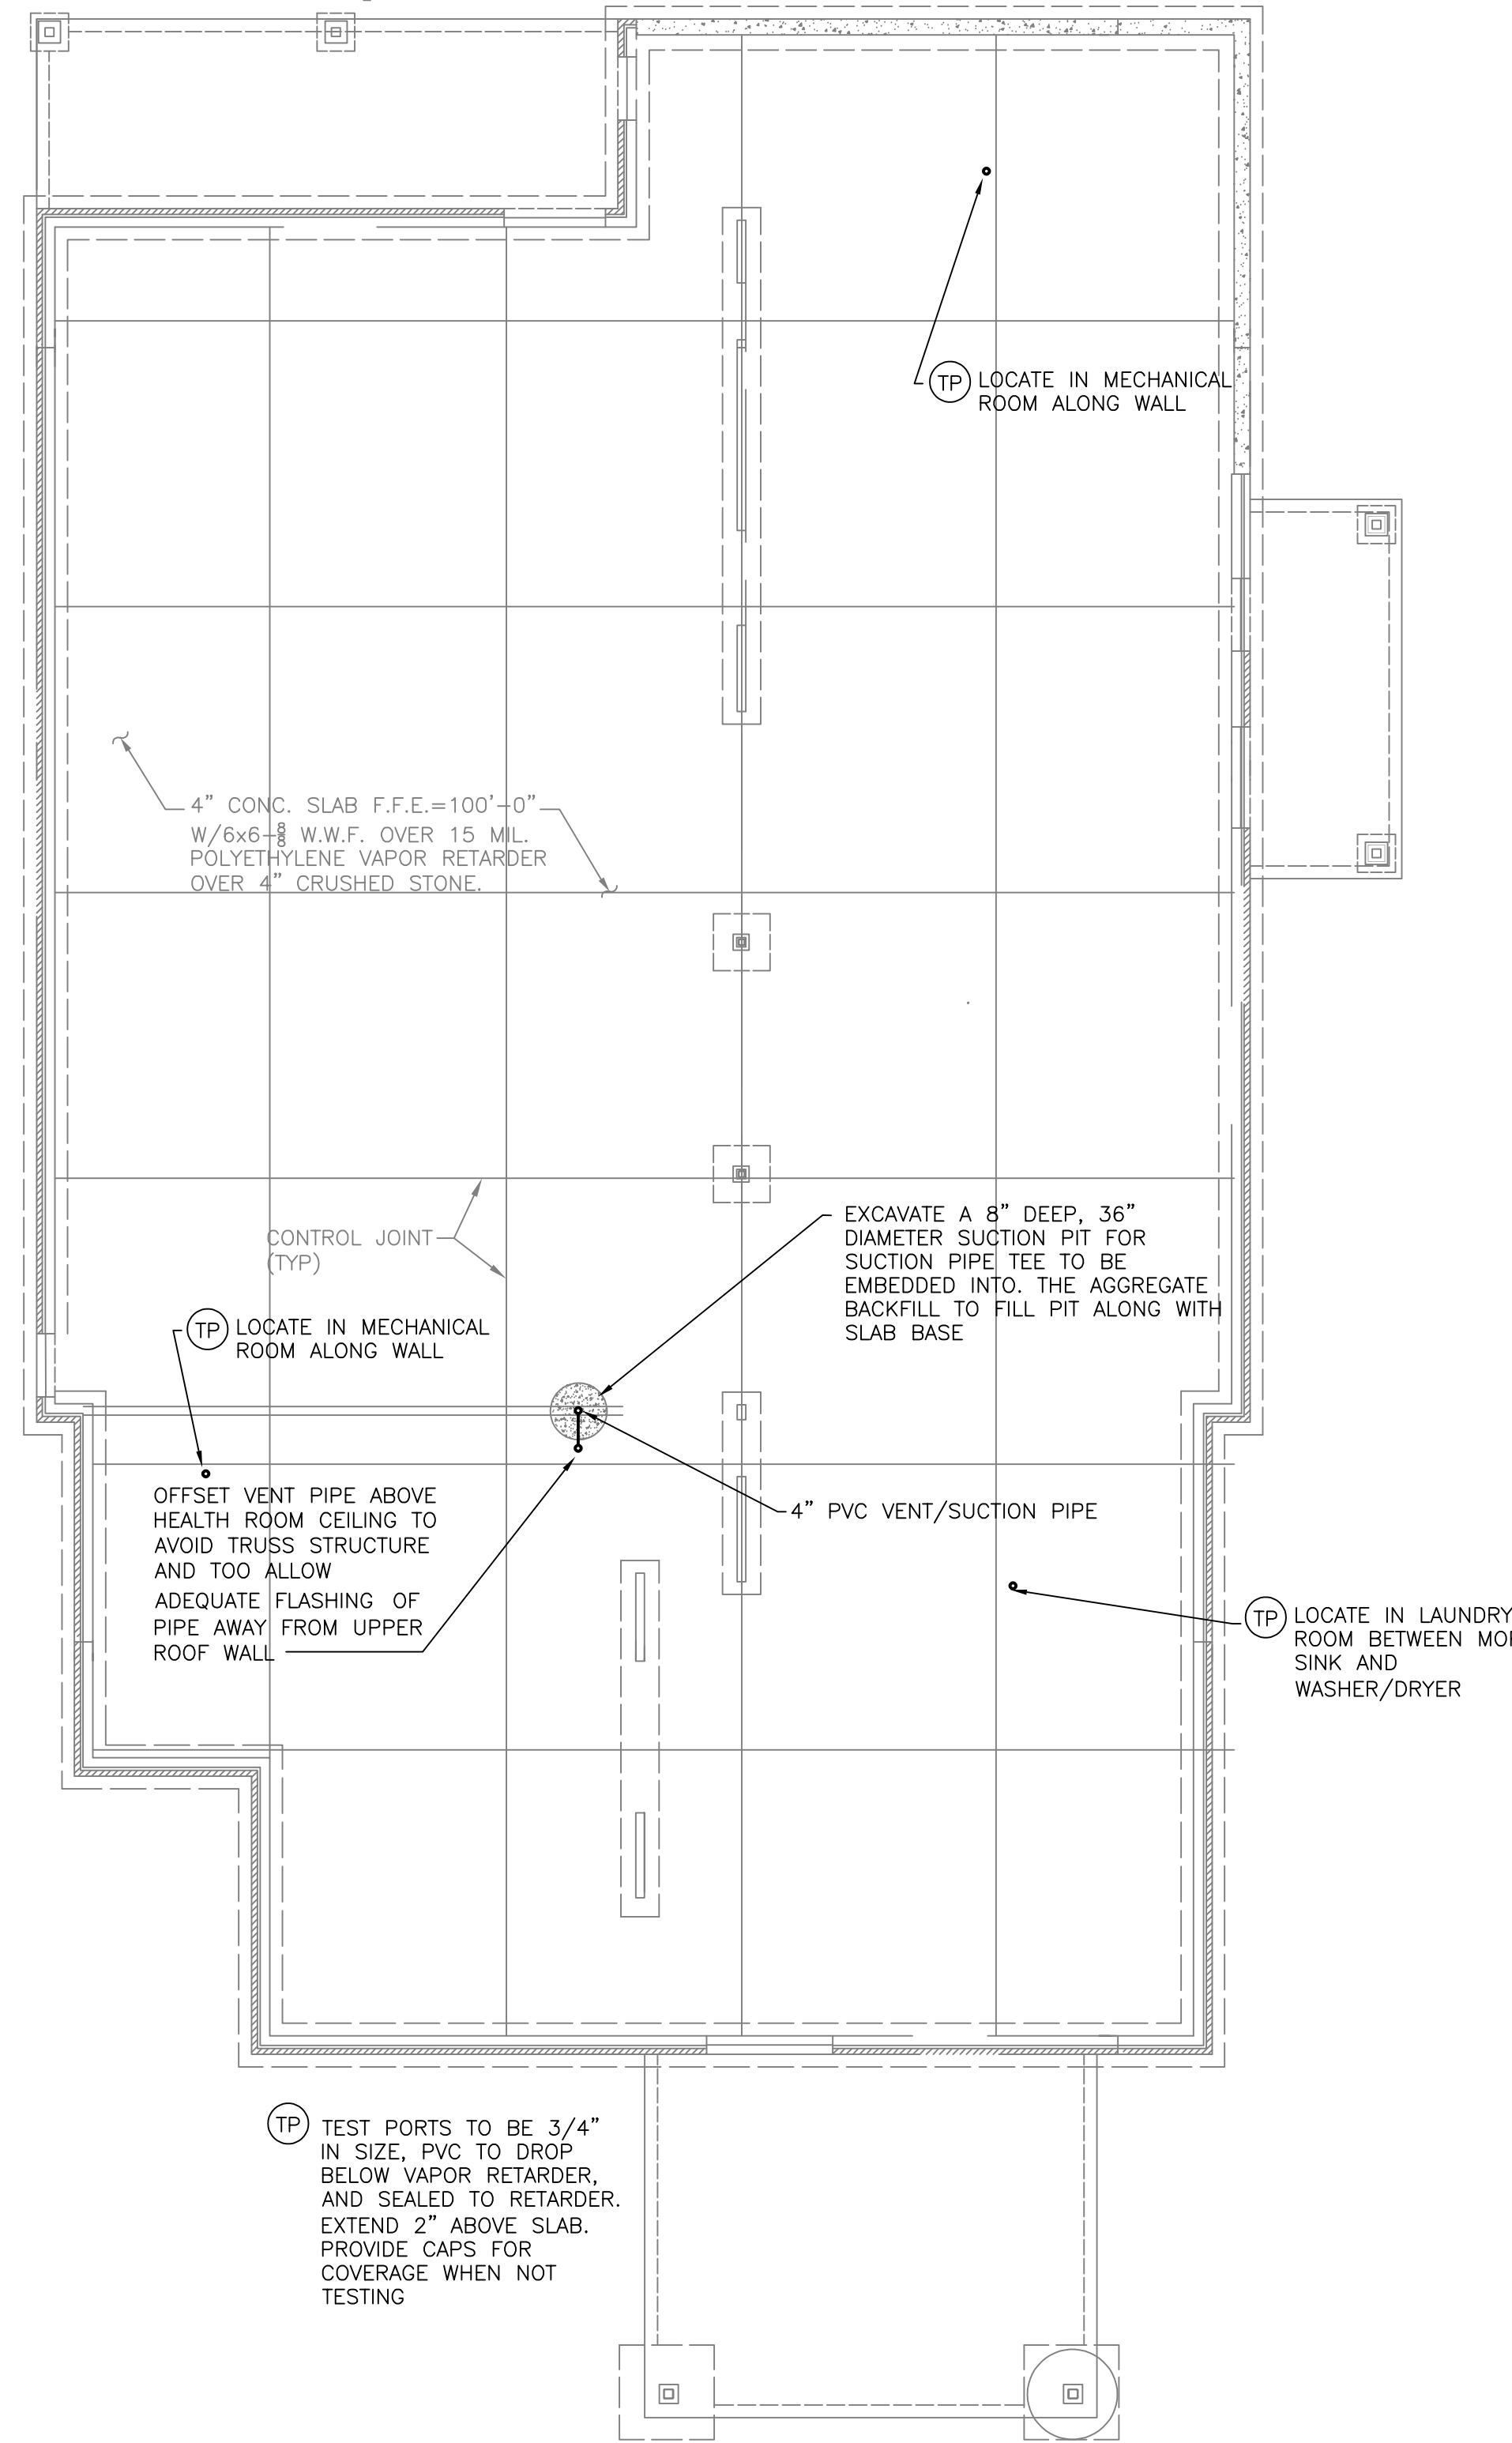 TP LOCATE IN MECHANICAL
ROOM ALONG WALL
4" CONC. SLAB F.F.E.=100'-0"
W/6x6-8/8 W.W.F. OVER 15 MIL.
POLYETHYLENE VAPOR RETARDER
OVER 4" CRUSHED STONE.
EXCAVATE A 8" DEEP, 36"
DIAMETER SUCTION PIT FOR
SUCTION PIPE TEE TO BE
EMBEDDED INTO. THE AGGREGATE
BACKFILL TO FILL PIT ALONG WITH
SLAB BASE
CONTROL JOINT
(TYP)
TP LOCATE IN MECHANICAL
ROOM ALONG WALL
OFFSET VENT PIPE ABOVE
HEALTH ROOM CEILING TO
AVOID TRUSS STRUCTURE
AND TOO ALLOW
ADEQUATE FLASHING OF
PIPE AWAY FROM UPPER
ROOF WALL
4" PVC VENT/SUCTION PIPE
TP LOCATE IN LAUNDRY
ROOM BETWEEN
SINK AND
WASHER/DRYER
TP TEST PORTS TO BE 3/4"
IN SIZE, PVC TO DROP
BELOW VAPOR RETARDER,
AND SEALED TO RETARDER.
EXTEND 2" ABOVE SLAB.
PROVIDE CAPS FOR
COVERAGE WHEN NOT
TESTING